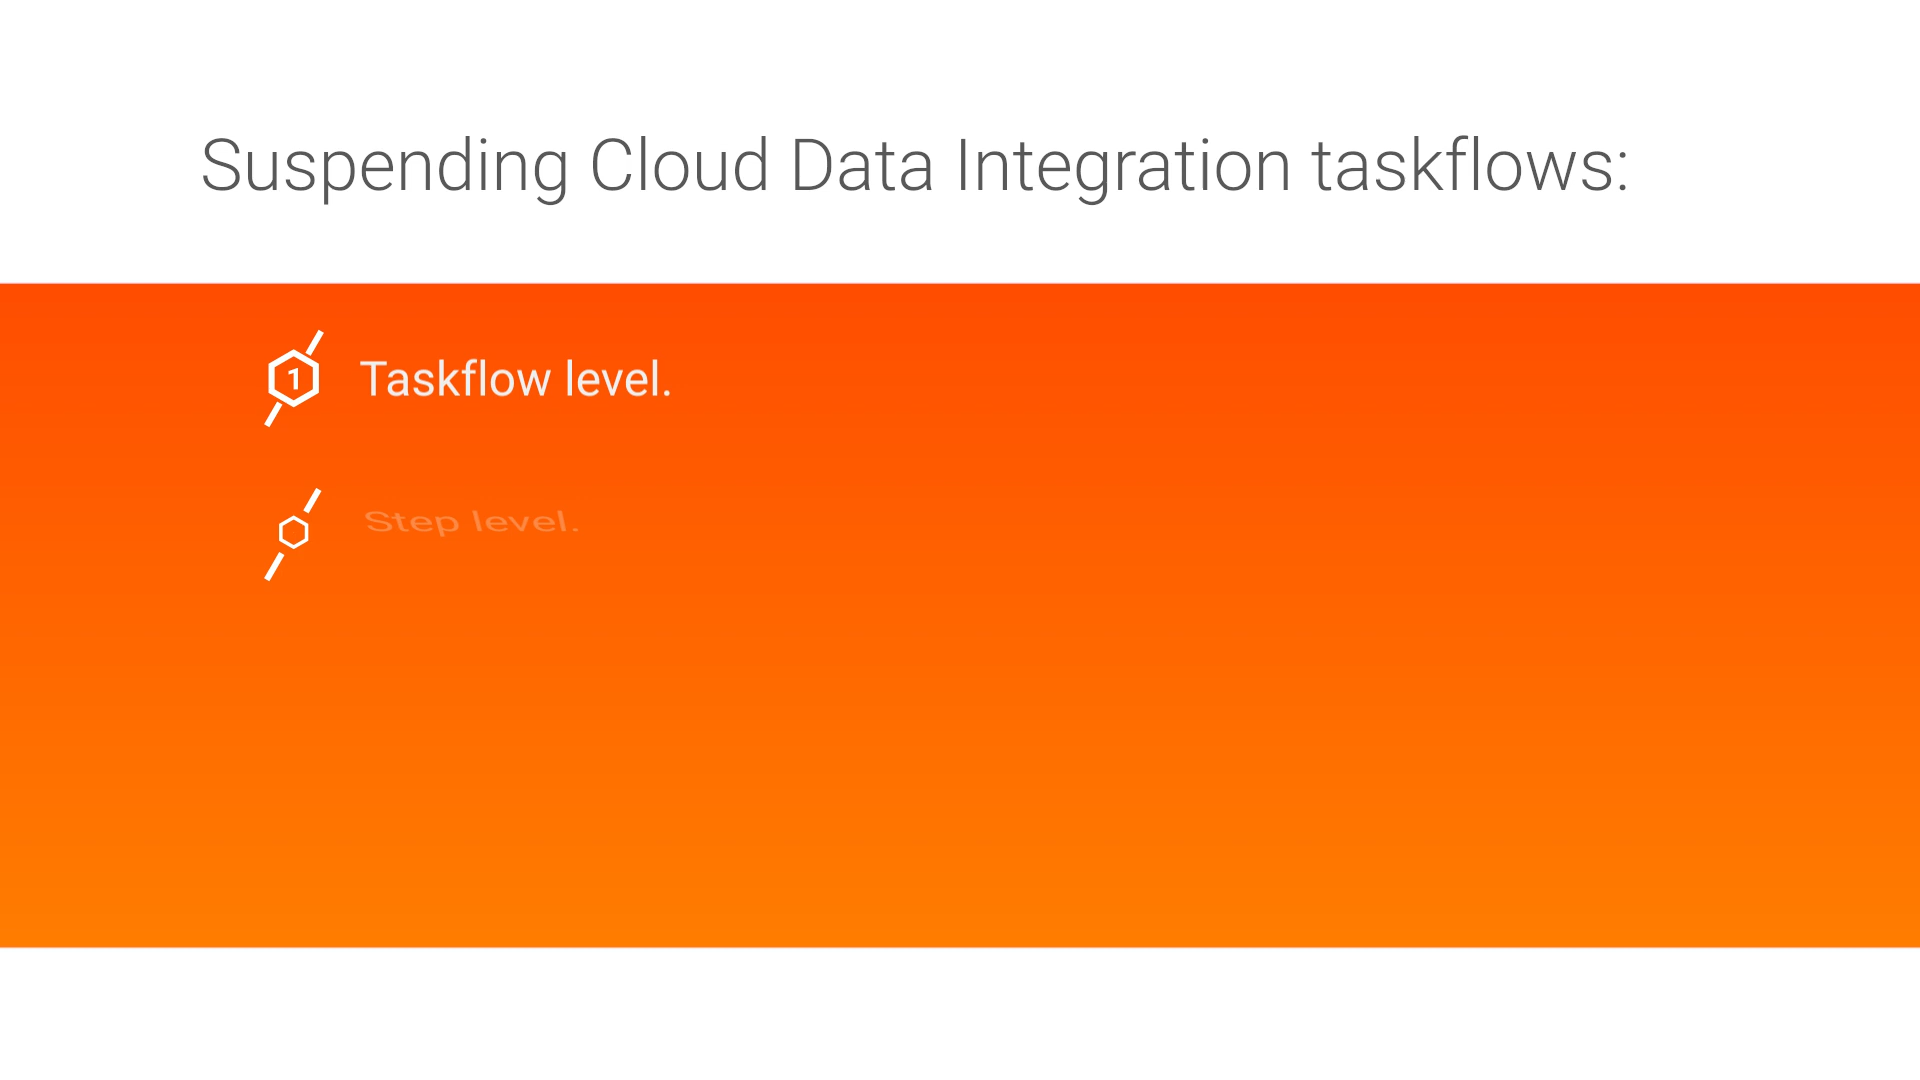 Suspending Cloud Data Integration taskflows:
1 Taskflow level.
Step level.